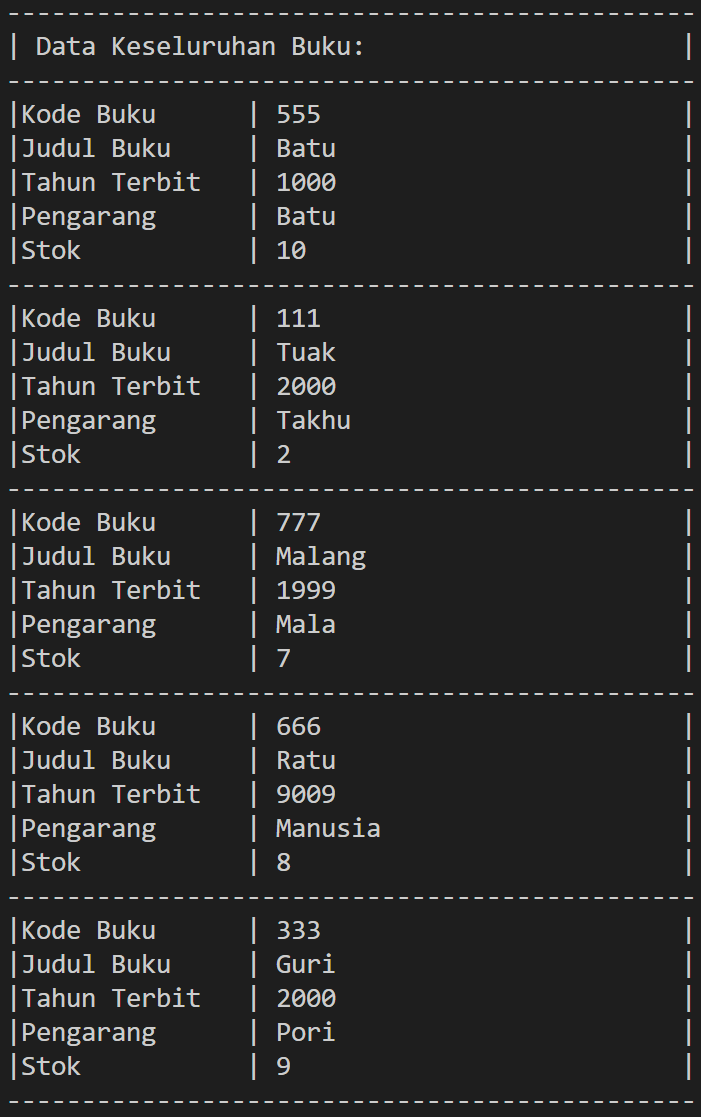 ----------------------------------------------
| Data Keseluruhan Buku:                     |
----------------------------------------------
|Kode Buku      | 555                        |
|Judul Buku     | Batu                       |
|Tahun Terbit   | 1000                       |
|Pengarang      | Batu                       |
|Stok           | 10                         |
----------------------------------------------
|Kode Buku      | 111                        |
|Judul Buku     | Tuak                       |
|Tahun Terbit   | 2000                       |
|Pengarang      | Takhu                      |
|Stok           | 2                          |
----------------------------------------------
|Kode Buku      | 777                        |
|Judul Buku     | Malang                     |
|Tahun Terbit   | 1999                       |
|Pengarang      | Mala                       |
|Stok           | 7                          |
----------------------------------------------
|Kode Buku      | 666                        |
|Judul Buku     | Ratu                       |
|Tahun Terbit   | 9009                       |
|Pengarang      | Manusia                    |
|Stok           | 8                          |
----------------------------------------------
|Kode Buku      | 333                        |
|Judul Buku     | Guri                       |
|Tahun Terbit   | 2000                       |
|Pengarang      | Pori                       |
|Stok           | 9                          |
----------------------------------------------